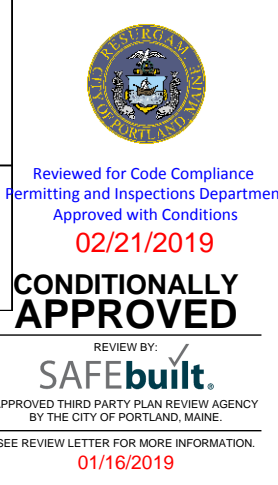 RESURGAM
CITY OF PORTLAND MAINE
Reviewed for Code Compliance
Permitting and Inspections Departmen
Approved with Conditions
02/21/2019
CONDITIONALLY
APPROVED
REVIEW BY:
SAFEbuilt.
APPROVED THIRD PARTY PLAN REVIEW AGENCY
BY THE CITY OF PORTLAND, MAINE.
SEE REVIEW LETTER FOR MORE INFORMATION.
01/16/2019